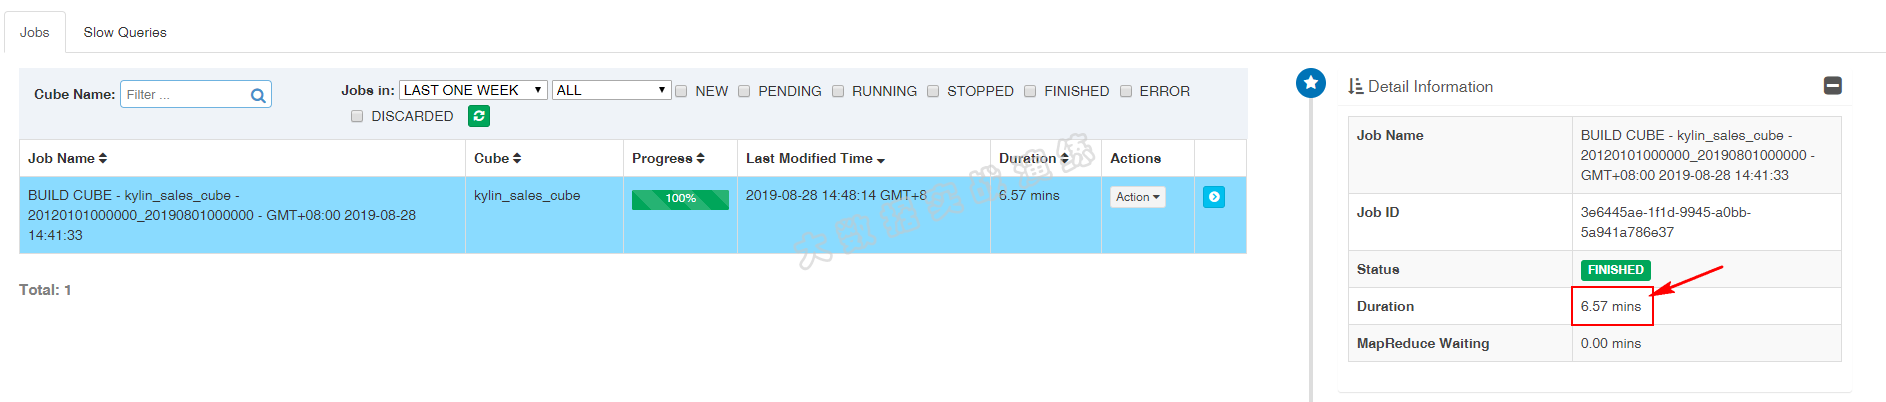 Jobs
Slow Queries
Cube Name: Filter ...
Jobs in: LAST ONE WEEK ALL NEW PENDING RUNNING STOPPED FINISHED ERROR
DISCARDED
Job Name Cube Progress Last Modified Time Duration Actions
BUILD CUBE - kylin_sales_cube -
20120101000000_20190801000000 - GMT+08:00 2019-08-28
14:41:33
kylin_sales_cube
100%
2019-08-28 14:48:14 GMT+8
6.57 mins
Action
Total: 1
Detail Information
Job Name
BUILD CUBE - kylin_sales_cube -
20120101000000_20190801000000 -
GMT+08:00 2019-08-28 14:41:33
Job ID
3e6445ae-1f1d-9945-a0bb-
5a941a786e37
Status FINISHED
Duration 6.57 mins
MapReduce Waiting 0.00 mins